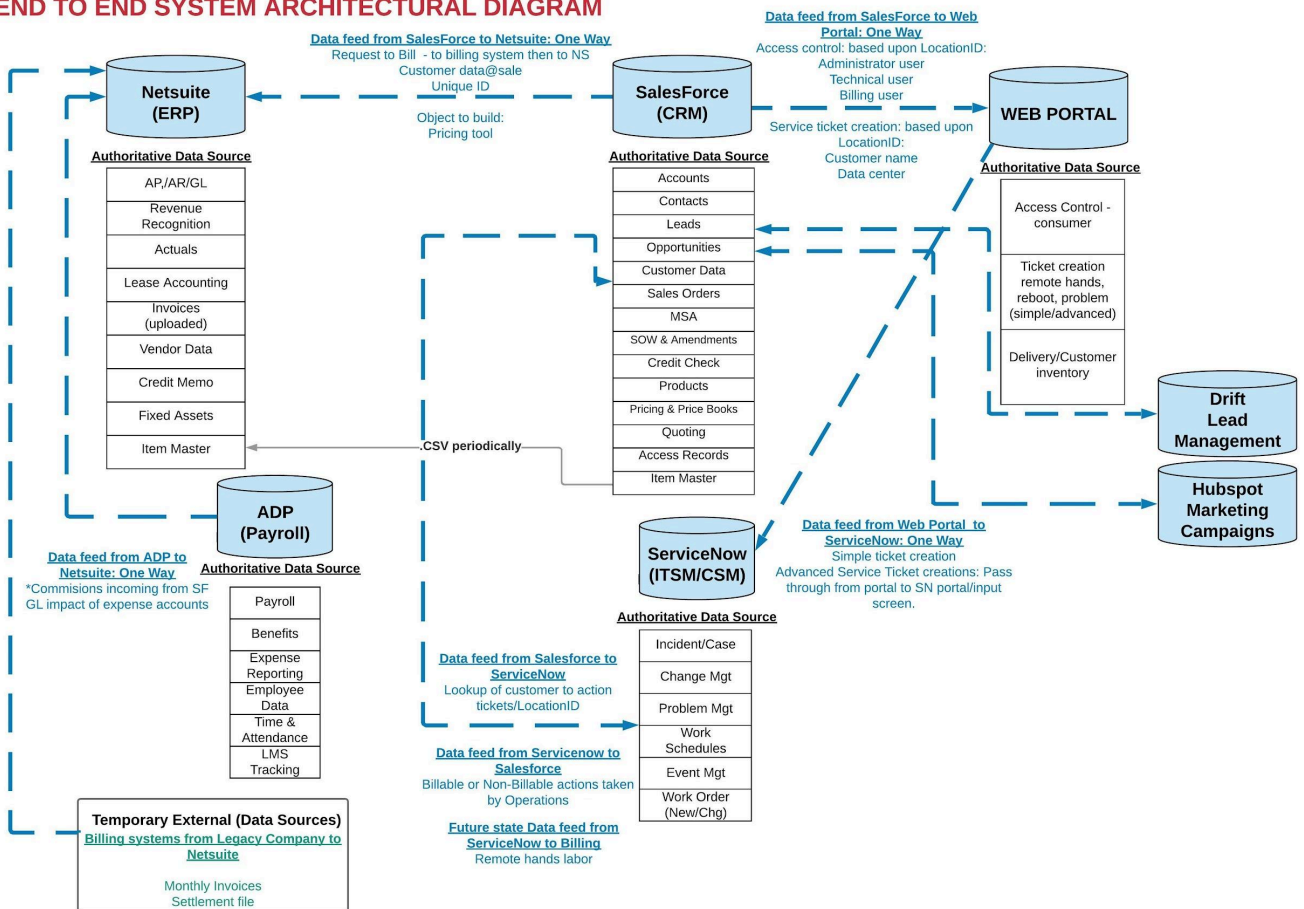 END TO END SYSTEM ARCHITECTURAL DIAGRAM
Data feed from SalesForce to Netsuite: One Way
Request to Bill - to billing system then to NS
Customer data@sale
Unique ID
Object to build:
Pricing tool
Data feed from SalesForce to Web
Portal: One Way
Access control: based upon LocationID:
Administrator user
Technical user
Billing user
Service ticket creation: based upon
LocationID:
Customer name
Data center
Netsuite
(ERP)
Authoritative Data Source
AP,/AR/GL
Revenue
Recognition
Actuals
Lease Accounting
Invoices
(uploaded)
Vendor Data
Credit Memo
Fixed Assets
Item Master
SalesForce
(CRM)
Authoritative Data Source
Accounts
Contacts
Leads
Opportunities
Customer Data
Sales Orders
MSA
SOW & Amendments
Credit Check
Products
Pricing & Price Books
Quoting
Access Records
Item Master
WEB PORTAL
Authoritative Data Source
Access Control -
consumer
Ticket creation
remote hands,
reboot, problem
(simple/advanced)
Delivery/Customer
inventory
Drift
Lead
Management
Hubspot
Marketing
Campaigns
.CSV periodically
ADP
(Payroll)
Authoritative Data Source
Payroll
Benefits
Expense
Reporting
Employee
Data
Time &
Attendance
LMS
Tracking
Data feed from ADP to
Netsuite: One Way
*Commisions incoming from SF
GL impact of expense accounts
ServiceNow
(ITSM/CSM)
Authoritative Data Source
Incident/Case
Change Mgt
Problem Mgt
Work
Schedules
Event Mgt
Work Order
(New/Chg)
Data feed from Web Portal to
ServiceNow: One Way
Simple ticket creation
Advanced Service Ticket creations: Pass
through from portal to SN portal/input
screen.
Data feed from Salesforce to
ServiceNow
Lookup of customer to action
tickets/LocationID
Data feed from Servicenow to
Salesforce
Billable or Non-Billable actions taken
by Operations
Future state Data feed from
ServiceNow to Billing
Remote hands labor
Temporary External (Data Sources)
Billing systems from Legacy Company to
Netsuite
Monthly Invoices
Settlement file